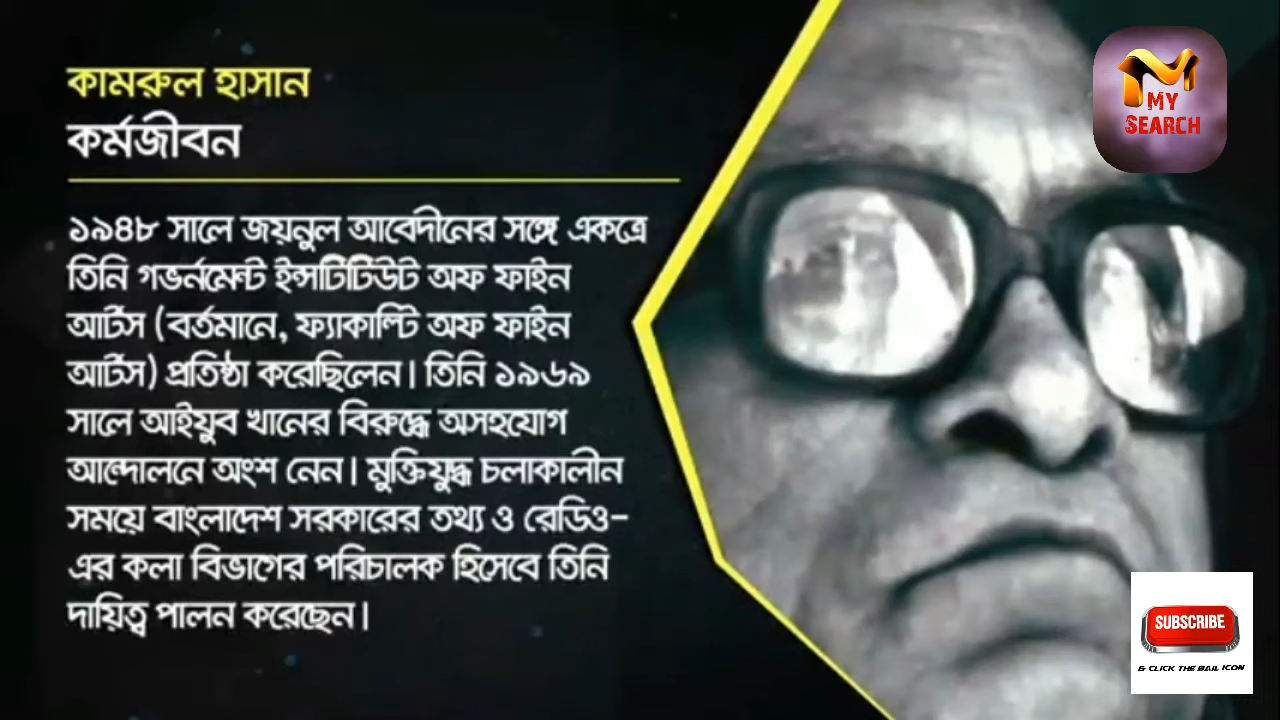 কামরুল হাসান
কর্মজীবন
১৯৪৮ সালে জয়নুল আবেদীনের সঙ্গে একত্রে
তিনি গভর্নমেন্ট ইন্সটিটিউট অফ ফাইন
আর্টস (বর্তমানে, ফ্যাকাল্টি অফ ফাইন
আর্টস) প্রতিষ্ঠা করেছিলেন। তিনি ১৯৬৯
সালে আইয়ুব খানের বিরুদ্ধে অসহযোগ
আন্দোলনে অংশ নেন। মুক্তিযুদ্ধ চলাকালীন
সময়ে বাংলাদেশ সরকারের তথ্য ও রেডিও-
এর কলা বিভাগের পরিচালক হিসেবে তিনি
দায়িত্ব পালন করেছেন।
MY
SEARCH
SUBSCRIBE
& CLICK THE BAIL ICON